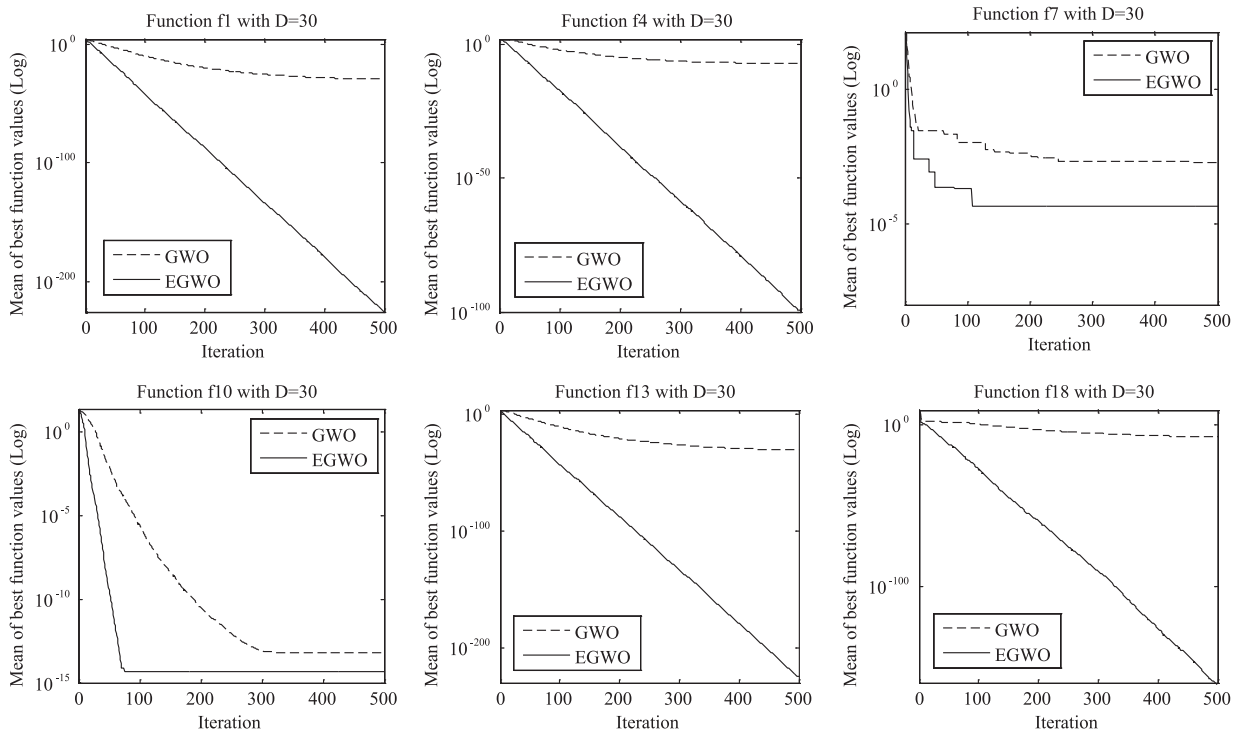 Function f1 with D=30
Mean of best function values (Log)
10^0
10^-100
10^-200
GWO
EGWO
0 100 200 300 400 500
Iteration
Function f4 with D=30
Mean of best function values (Log)
10^0
10^-50
10^-100
GWO
EGWO
0 100 200 300 400 500
Iteration
Function f7 with D=30
Mean of best function values (Log)
10^0
10^-5
GWO
EGWO
0 100 200 300 400 500
Iteration
Function f10 with D=30
Mean of best function values (Log)
10^0
10^-5
10^-10
10^-15
GWO
EGWO
0 100 200 300 400 500
Iteration
Function f13 with D=30
Mean of best function values (Log)
10^0
10^-100
10^-200
GWO
EGWO
0 100 200 300 400 500
Iteration
Function f18 with D=30
Mean of best function values (Log)
10^0
10^-100
GWO
EGWO
0 100 200 300 400 500
Iteration